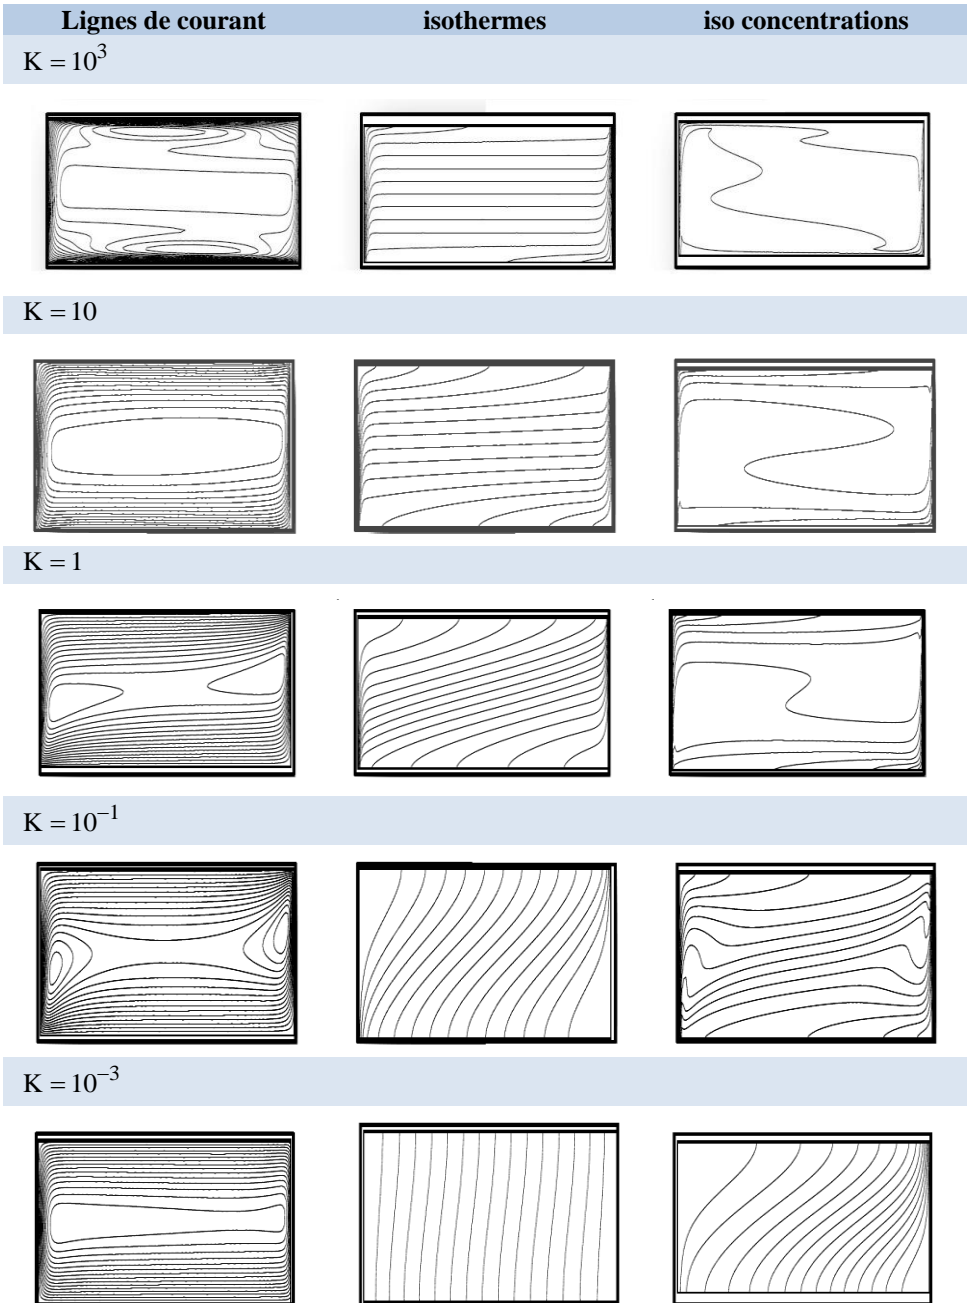 Lignes de courant isothermes iso concentrations
K = 10³
K = 10
K = 1
K = 10⁻¹
K = 10⁻³